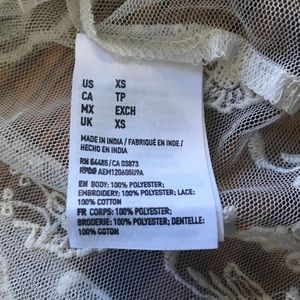 US XS
CA TP
MX EXCH
UK XS
MADE IN INDIA / FABRIQUÉ EN INDE /
HECHO EN INDIA
RN 54485 / CA 03873
AEM120605U9A
EN BODY: 100% POLYESTER;
EMBROIDERY: 100% POLYESTER; LACE:
100% COTTON
FR CORPS: 100% POLYESTER;
BRODERIE: 100% POLYESTER; DENTELLE:
100% COTON